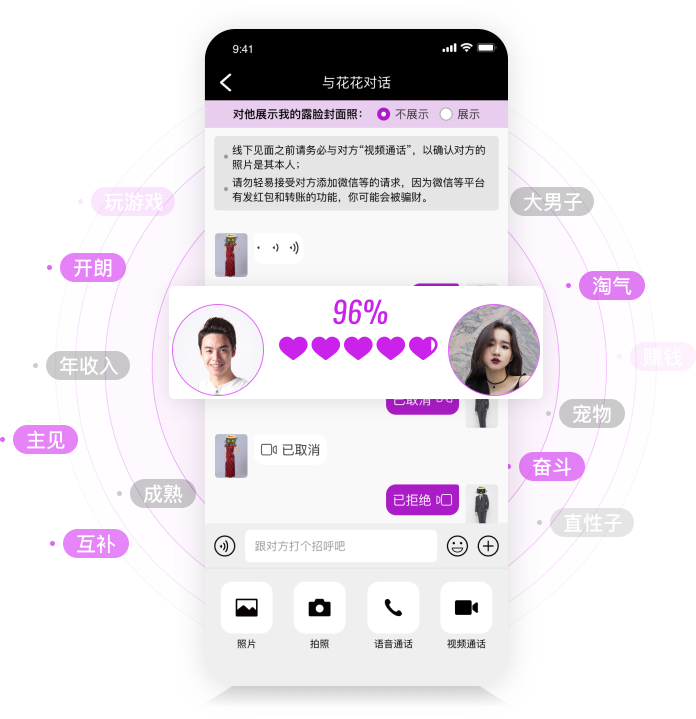 9:41
与花花对话
对他展示我的露脸封面照： 不展示 展示
线下见面之前请务必与对方“视频通话”，以确认对方的
照片是其本人；
请勿轻易接受对方添加微信等的请求，因为微信等平台
有发红包和转账的功能，你可能会被骗财。
玩游戏
大男子
开朗
淘气
96%
赚钱
年收入
已取消
宠物
主见
已取消
奋斗
成熟
已拒绝
直性子
互补
跟对方打个招呼吧
照片 拍照 语音通话 视频通话